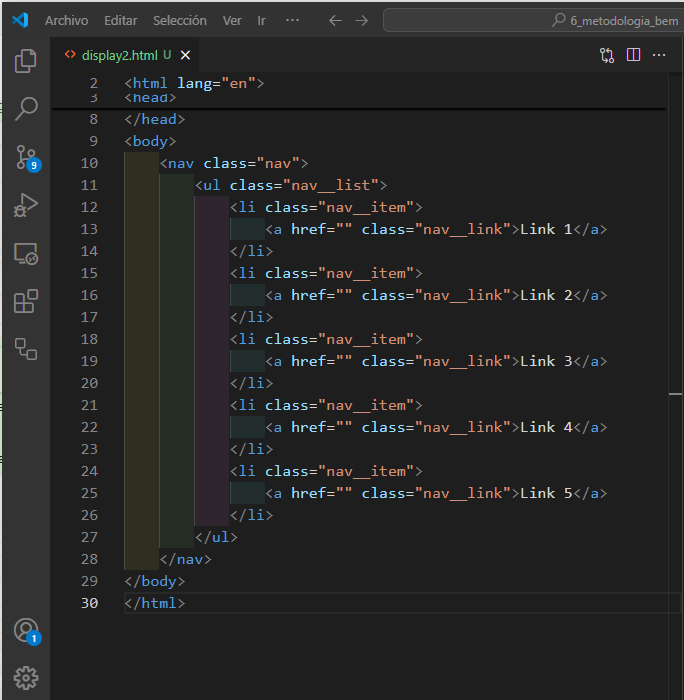 Archivo Editar Selección Ver Ir ··· ← → 6_metodologia_bem
<> display2.html U ×
2 <html lang="en">
3 <head>
8 </head>
9 <body>
10 <nav class="nav">
11 <ul class="nav__list">
12 <li class="nav__item">
13 <a href="" class="nav__link">Link 1</a>
14 </li>
15 <li class="nav__item">
16 <a href="" class="nav__link">Link 2</a>
17 </li>
18 <li class="nav__item">
19 <a href="" class="nav__link">Link 3</a>
20 </li>
21 <li class="nav__item">
22 <a href="" class="nav__link">Link 4</a>
23 </li>
24 <li class="nav__item">
25 <a href="" class="nav__link">Link 5</a>
26 </li>
27 </ul>
28 </nav>
29 </body>
30 </html>
9
1